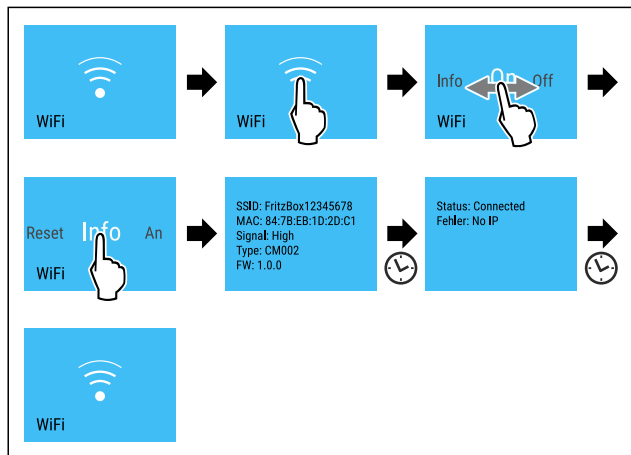 WiFi
WiFi
Info On Off
WiFi
Reset Info An
WiFi
SSID: FritzBox12345678
MAC: 84:7B:EB:1D:2D:C1
Signal: High
Type: CM002
FW: 1.0.0
Status: Connected
Fehler: No IP
WiFi